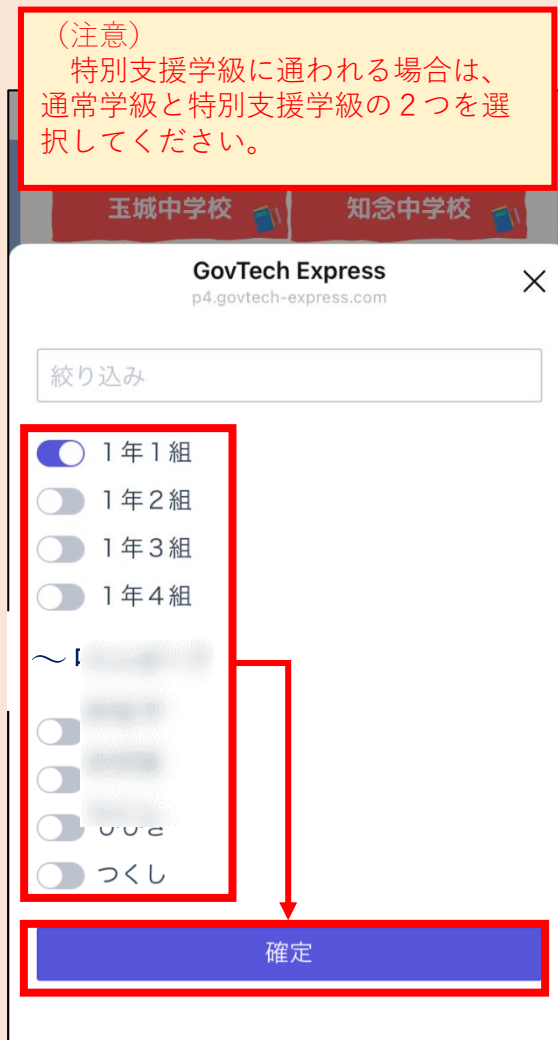 （注意）
　特別支援学級に通われる場合は、
通常学級と特別支援学級の２つを選
択してください。
玉城中学校 知念中学校
GovTech Express
p4.govtech-express.com
絞り込み
１年１組
１年２組
１年３組
１年４組
～
つくし
確定